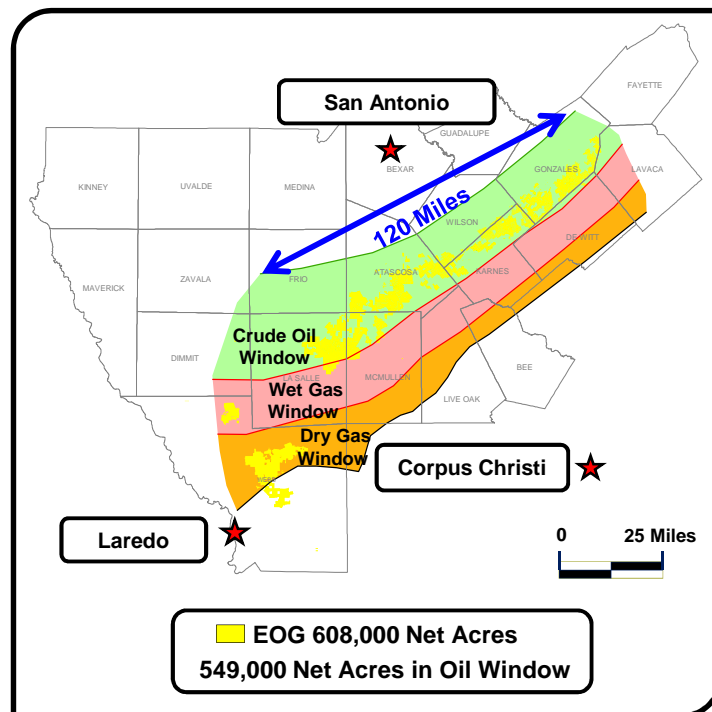 FAYETTE
San Antonio
GUADALUPE
BEXAR
GONZALES
LAVACA
KINNEY
UVALDE
MEDINA
120 Miles
WILSON
DE WITT
MAVERICK
ZAVALA
FRIO
ATASCOSA
KARNES
Crude Oil
Window
DIMMIT
LA SALLE
MCMULLEN
BEE
Wet Gas
Window
LIVE OAK
Dry Gas
Window
Corpus Christi
WEBB
Laredo
0 25 Miles
EOG 608,000 Net Acres
549,000 Net Acres in Oil Window